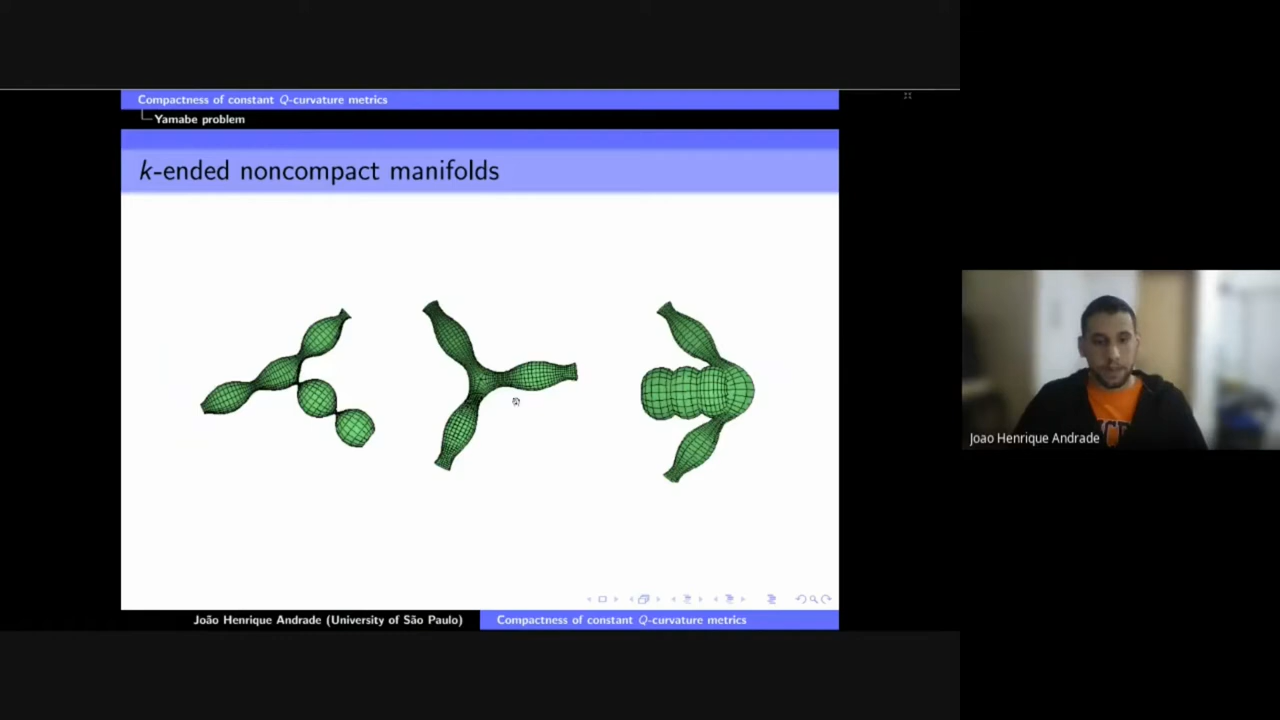 Compactness of constant Q-curvature metrics
Yamabe problem
k-ended noncompact manifolds
Joao Henrique Andrade
João Henrique Andrade (University of São Paulo)
Compactness of constant Q-curvature metrics